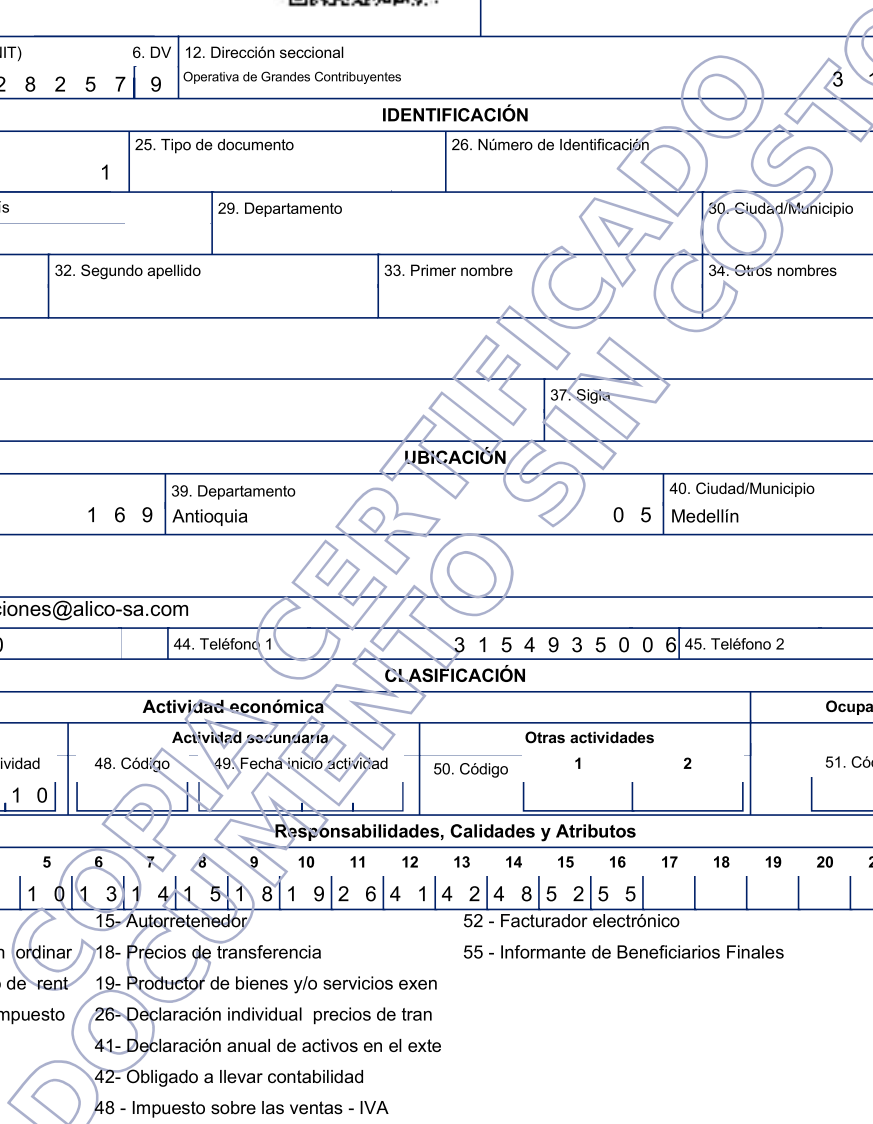 IIT) 6. DV 12. Dirección seccional
2 8 2 5 7 9 Operativa de Grandes Contribuyentes 3 1
IDENTIFICACIÓN
25. Tipo de documento 26. Número de Identificación
1
ís 29. Departamento 30. Ciudad/Municipio
32. Segundo apellido 33. Primer nombre 34. Otros nombres
37. Sigla
UBICACIÓN
39. Departamento 40. Ciudad/Municipio
1 6 9 Antioquia 0 5 Medellín
ciones@alico-sa.com
0 44. Teléfono 1 3 1 5 4 9 3 5 0 0 6 45. Teléfono 2
CLASIFICACIÓN
Actividad económica Ocupa
Actividad secundaria Otras actividades
ividad 48. Código 49. Fecha inicio actividad 50. Código 1 2 51. Có
1 0
Responsabilidades, Calidades y Atributos
5 6 7 8 9 10 11 12 13 14 15 16 17 18 19 20 2
1 0 1 3 1 4 1 5 1 8 1 9 2 6 4 1 4 2 4 8 5 2 5 5
15- Autorretenedor 52 - Facturador electrónico
n ordinar 18- Precios de transferencia 55 - Informante de Beneficiarios Finales
o de rent 19- Productor de bienes y/o servicios exen
mpuesto 26- Declaración individual precios de tran
41- Declaración anual de activos en el exte
42- Obligado a llevar contabilidad
48 - Impuesto sobre las ventas - IVA
COPIA CERTIFICADO
DOCUMENTO SIN COSTO